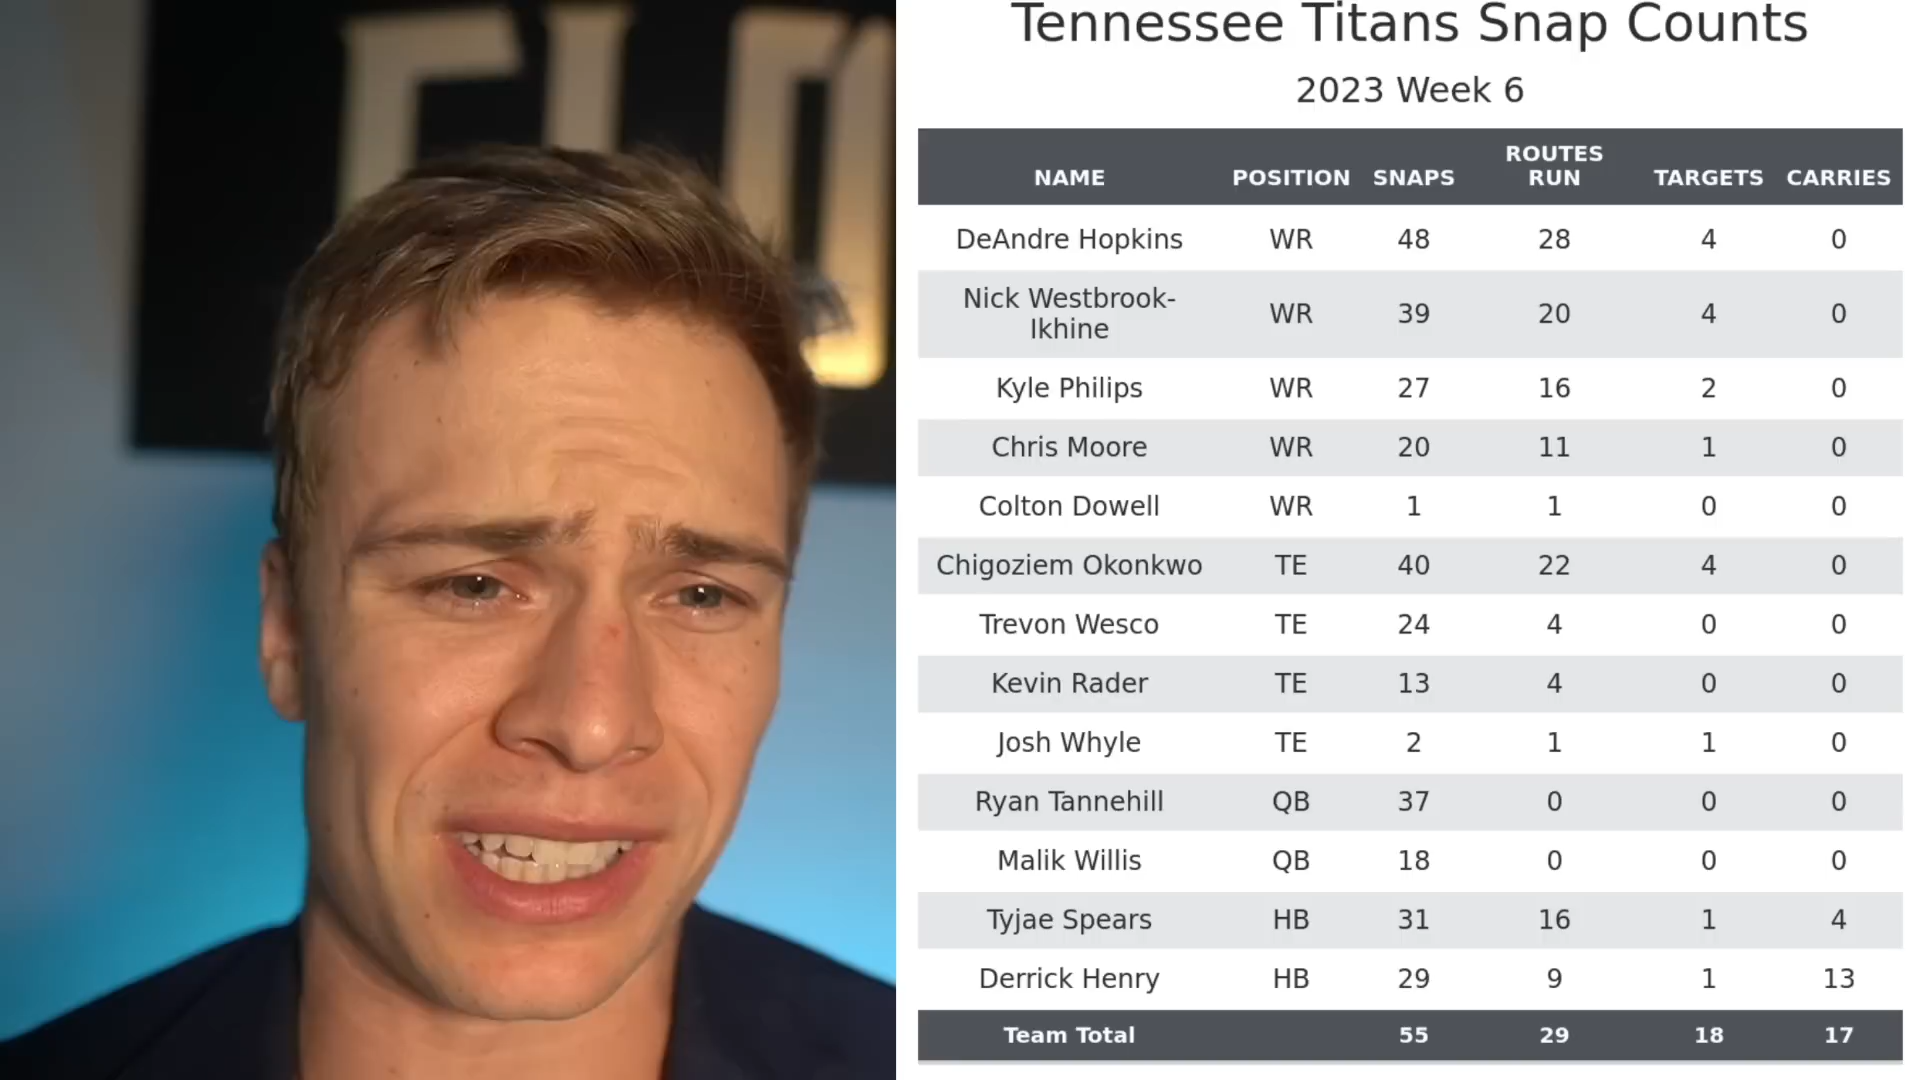 Tennessee Titans Snap Counts
2023 Week 6
NAME POSITION SNAPS ROUTES RUN TARGETS CARRIES
DeAndre Hopkins WR 48 28 4 0
Nick Westbrook-
Ikhine WR 39 20 4 0
Kyle Philips WR 27 16 2 0
Chris Moore WR 20 11 1 0
Colton Dowell WR 1 1 0 0
Chigoziem Okonkwo TE 40 22 4 0
Trevon Wesco TE 24 4 0 0
Kevin Rader TE 13 4 0 0
Josh Whyle TE 2 1 1 0
Ryan Tannehill QB 37 0 0 0
Malik Willis QB 18 0 0 0
Tyjae Spears HB 31 16 1 4
Derrick Henry HB 29 9 1 13
Team Total 55 29 18 17